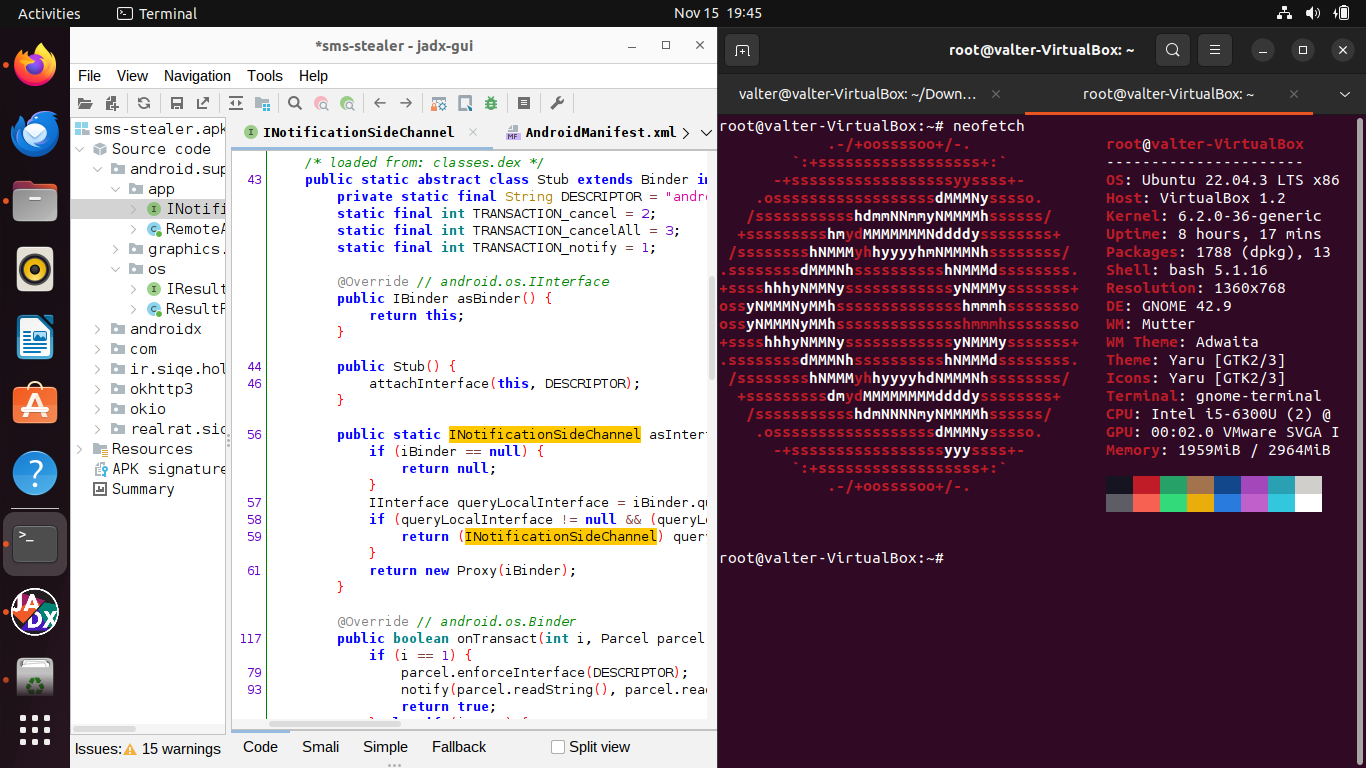 Activities Terminal Nov 15 19:45
*sms-stealer - jadx-gui
File View Navigation Tools Help
sms-stealer.apk
Source code
android.sup
app
INotifi
RemoteA
graphics.
os
IResul
ResultR
androidx
com
ir.siqe.hol
okhttp3
okio
realrat.sic
Resources
APK signature
Summary
Issues: 15 warnings
INotificationSideChannel AndroidManifest.xml
/* loaded from: classes.dex */
43 public static abstract class Stub extends Binder in
private static final String DESCRIPTOR = "andr
static final int TRANSACTION_cancel = 2;
static final int TRANSACTION_cancelAll = 3;
static final int TRANSACTION_notify = 1;
@Override // android.os.IInterface
public IBinder asBinder() {
return this;
}
44 public Stub() {
46 attachInterface(this, DESCRIPTOR);
}
56 public static INotificationSideChannel asInter
if (iBinder == null) {
return null;
}
57 IInterface queryLocalInterface = iBinder.qu
58 if (queryLocalInterface != null && (queryLo
59 return (INotificationSideChannel) query
}
61 return new Proxy(iBinder);
}
@Override // android.os.Binder
117 public boolean onTransact(int i, Parcel parcel
if (i == 1) {
79 parcel.enforceInterface(DESCRIPTOR);
93 notify(parcel.readString(), parcel.read
return true;
Code Smali Simple Fallback Split view
root@valter-VirtualBox: ~
valter@valter-VirtualBox: ~/Down... root@valter-VirtualBox: ~
root@valter-VirtualBox:~# neofetch
.-/+oossssoo+/-. root@valter-VirtualBox
`:+ssssssssssssssssss+:` ----------------------
-+ssssssssssssssssssyyssss+- OS: Ubuntu 22.04.3 LTS x86
.ossssssssssssssssssdMMMNysssso. Host: VirtualBox 1.2
/ssssssssssshdmmNNmmyNMMMMhssssss/ Kernel: 6.2.0-36-generic
+ssssssssshmydMMMMMMMNddddyssssssss+ Uptime: 8 hours, 17 mins
/sssssssshNMMMyhhyyyyhmNMMMNhssssssss/ Packages: 1788 (dpkg), 13
.ssssssssdMMMNhsssssssssshNMMMdssssssss. Shell: bash 5.1.16
+sssshhhyNMMNyssssssssssssyNMMMysssssss+ Resolution: 1360x768
ossyNMMMNyMMhsssssssssssssshmmmhssssssso DE: GNOME 42.9
ossyNMMMNyMMhsssssssssssssshmmmhssssssso WM: Mutter
+sssshhhyNMMNyssssssssssssyNMMMysssssss+ WM Theme: Adwaita
.ssssssssdMMMNhsssssssssshNMMMdssssssss. Theme: Yaru [GTK2/3]
/sssssssshNMMMyhhyyyyhdNMMMNhssssssss/ Icons: Yaru [GTK2/3]
+sssssssssdmydMMMMMMMMddddyssssssss+ Terminal: gnome-terminal
/ssssssssssshdmNNNNmyNMMMMhssssss/ CPU: Intel i5-6300U (2) @
.ossssssssssssssssssdMMMNysssso. GPU: 00:02.0 VMware SVGA I
-+sssssssssssssssssyyyssss+- Memory: 1959MiB / 2964MiB
`:+ssssssssssssssssss+:`
.-/+oossssoo+/-.
root@valter-VirtualBox:~#